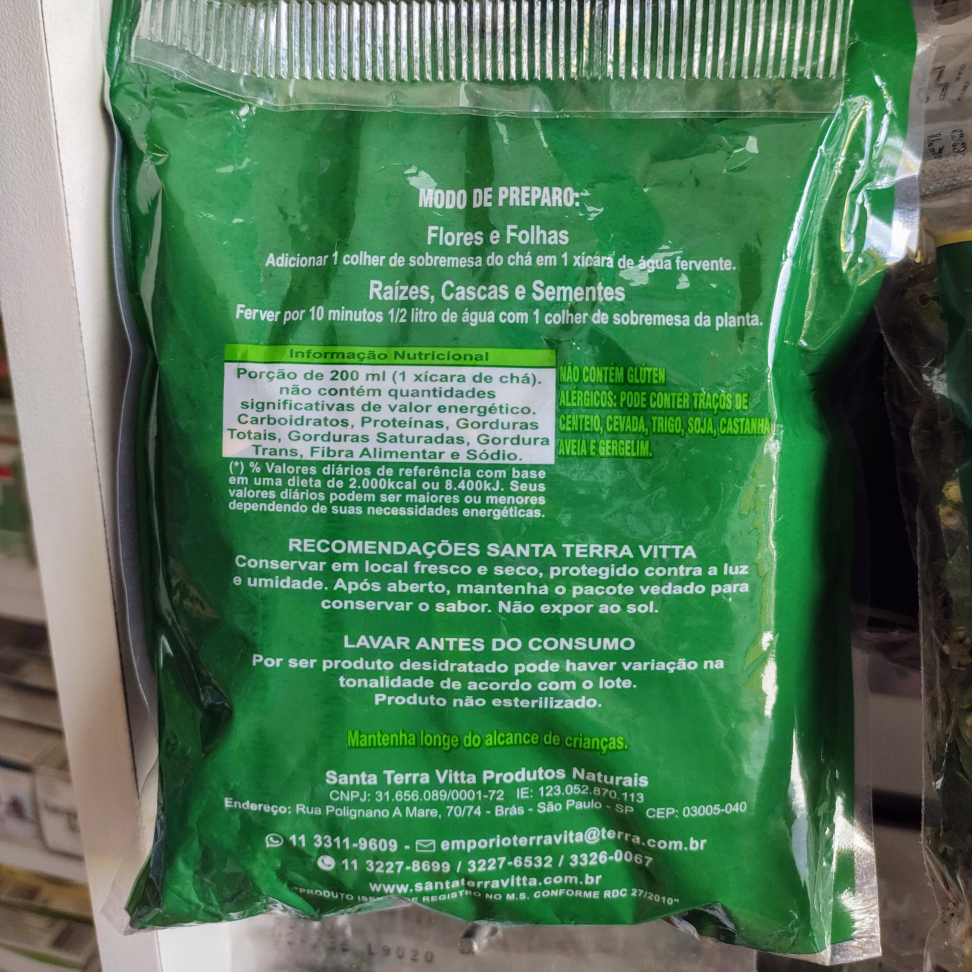 MODO DE PREPARO:
Flores e Folhas
Adicionar 1 colher de sobremesa do chá em 1 xícara de água fervente.
Raízes, Cascas e Sementes
Ferver por 10 minutos 1/2 litro de água com 1 colher de sobremesa da planta.
Informação Nutricional
Porção de 200 ml (1 xícara de chá).
não contém quantidades
significativas de valor energético.
Carboidratos, Proteínas, Gorduras
Totais, Gorduras Saturadas, Gordura
Trans, Fibra Alimentar e Sódio.
NÃO CONTÉM GLÚTEN
ALÉRGICOS: PODE CONTER TRAÇOS DE
CENTEIO, CEVADA, TRIGO, SOJA, CASTANHA
AVEIA E GERGELIM.
(*) % Valores diários de referência com base
em uma dieta de 2.000kcal ou 8.400kJ. Seus
valores diários podem ser maiores ou menores
dependendo de suas necessidades energéticas.
RECOMENDAÇÕES SANTA TERRA VITTA
Conservar em local fresco e seco, protegido contra a luz
e umidade. Após aberto, mantenha o pacote vedado para
conservar o sabor. Não expor ao sol.
LAVAR ANTES DO CONSUMO
Por ser produto desidratado pode haver variação na
tonalidade de acordo com o lote.
Produto não esterilizado.
Mantenha longe do alcance de crianças.
Santa Terra Vitta Produtos Naturais
CNPJ: 31.656.089/0001-72 IE: 123.052.870.113
Endereço: Rua Polignano A Mare, 70/74 - Brás - São Paulo - SP CEP: 03005-040
11 3311-9609 - emporioterravita@terra.com.br
11 3227-8699 / 3227-6532 / 3326-0067
www.santaterravitta.com.br
"PRODUTO DE REGISTRO NO M.S. CONFORME RDC 27/2010"
L9020